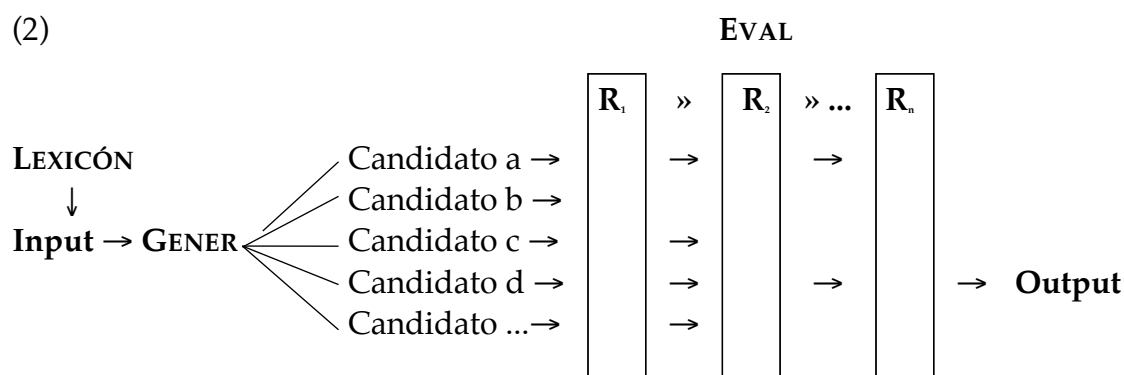 (2) EVAL
R₁ » R₂ » ... Rₙ
LEXICÓN
Candidato a → → →
↓ Candidato b →
Input → GENER Candidato c → →
Candidato d → → → → Output
Candidato ...→ →